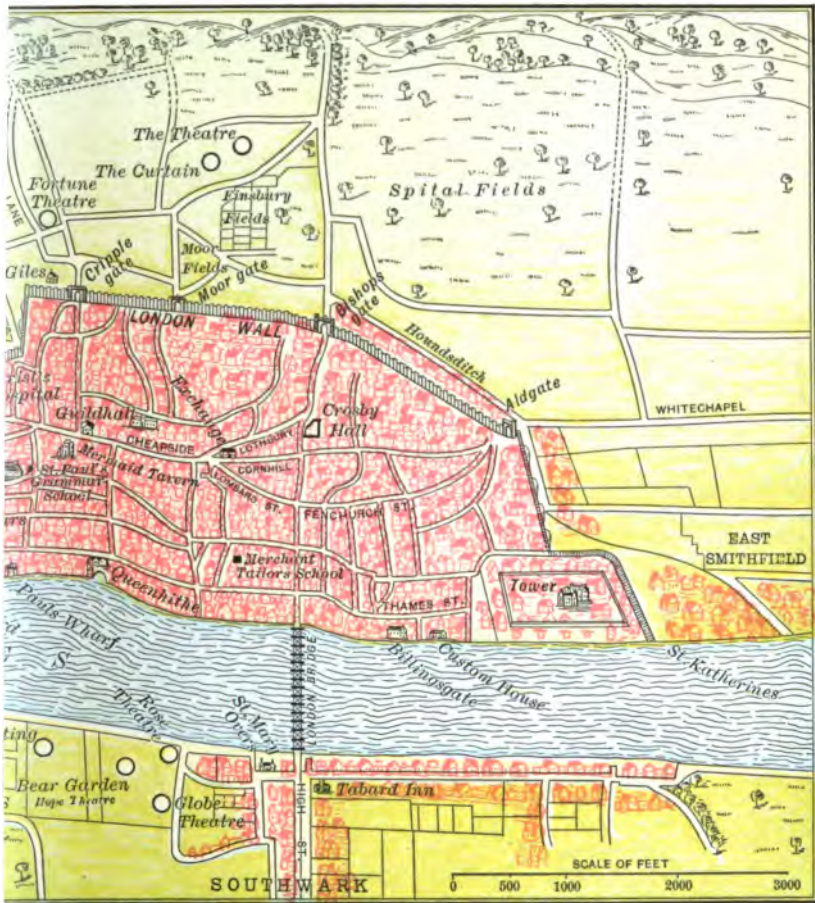 The Theatre
The Curtain
Fortune
Theatre
LANE
Finsbury
Fields
Spital Fields
Moor
Fields
Giles
Cripple
gate
Moor gate
Bishops
Gate
LONDON WALL
Houndsditch
Aldgate
WHITECHAPEL
rist's
spital
Guildhall
Exchange
Crosby
Hall
CHEAPSIDE
LOTHBURY
CORNHILL
Mermaid Tavern
LOMBARD ST.
St. Paul's
Grammar
School
FENCHURCH ST.
EAST
SMITHFIELD
Merchant
Tailors School
Queenhithe
Tower
THAMES ST.
Pauls-Wharf
S
LONDON BRIDGE
Billingsgate
Custom House
St. Katherines
Rose
Theatre
St. Mary
Overs
ting
Bear Garden
Hope Theatre
Globe
Theatre
HIGH ST.
Tabard Inn
SOUTHWARK
SCALE OF FEET
0 500 1000 2000 3000